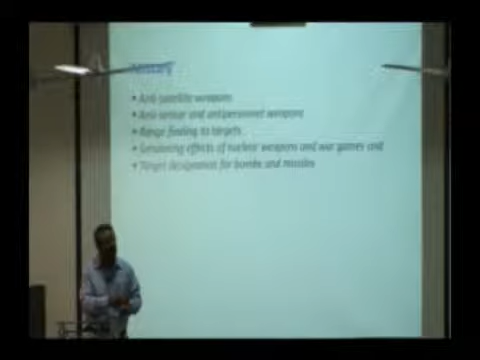 Military
• Anti-satellite weapons
• Anti-sensor and antipersonnel weapons
• Range finding to targets
• Simulating effects of nuclear weapons and war games and
• Target designation for bombs and missiles